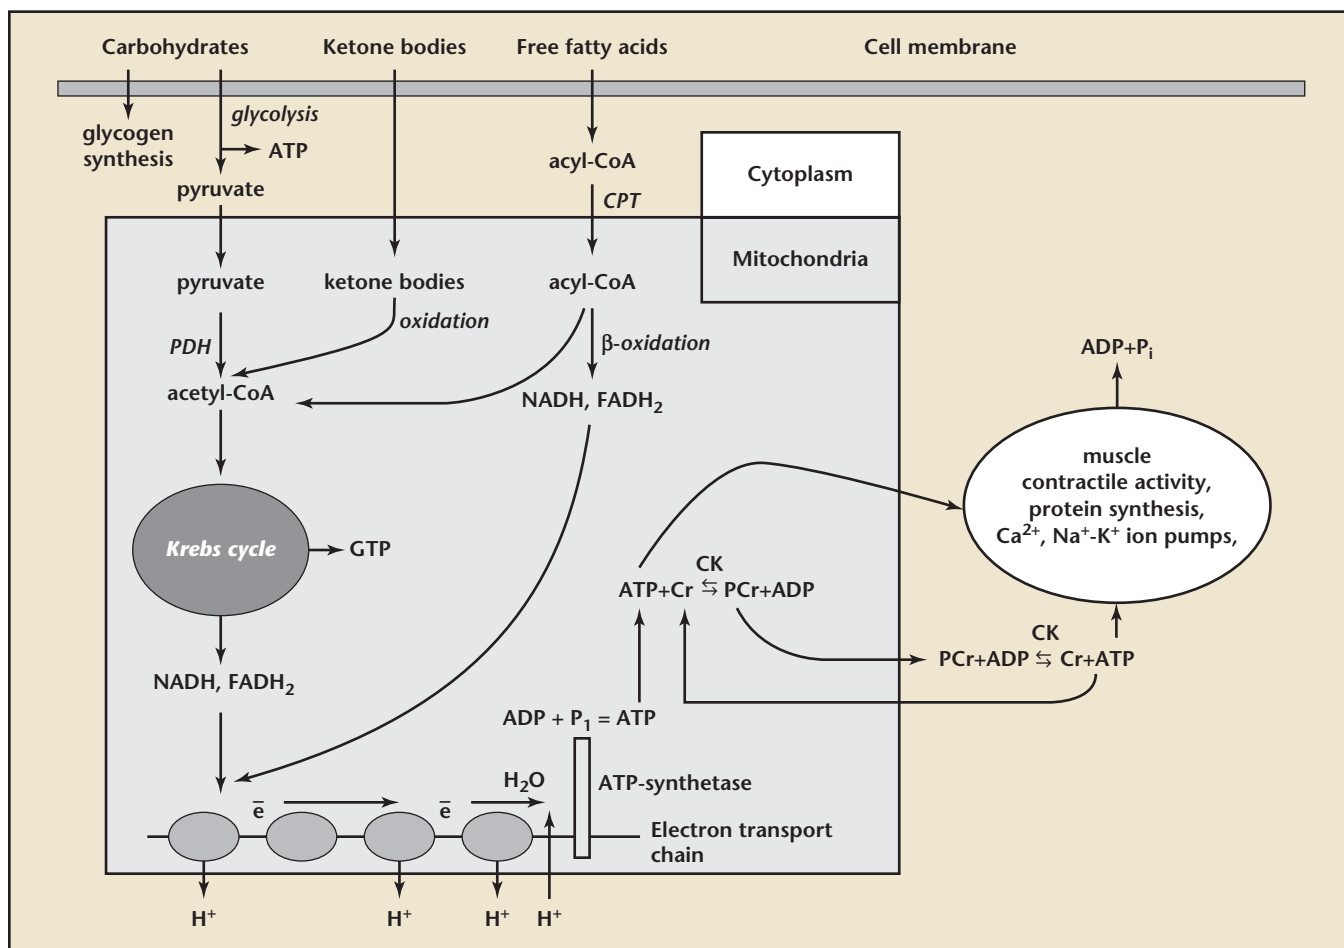 Carbohydrates
Ketone bodies
Free fatty acids
Cell membrane
glycolysis
glycogen
synthesis
ATP
pyruvate
acyl-CoA
CPT
Cytoplasm
Mitochondria
pyruvate
ketone bodies
acyl-CoA
oxidation
PDH
β-oxidation
acetyl-CoA
NADH, FADH₂
ADP+Pᵢ
muscle
contractile activity,
protein synthesis,
Ca²⁺, Na⁺-K⁺ ion pumps,
Krebs cycle
GTP
CK
ATP+Cr ⇆ PCr+ADP
CK
PCr+ADP ⇆ Cr+ATP
NADH, FADH₂
ADP + P₁ = ATP
H₂O
ATP-synthetase
e̅
e̅
Electron transport
chain
H⁺
H⁺
H⁺
H⁺